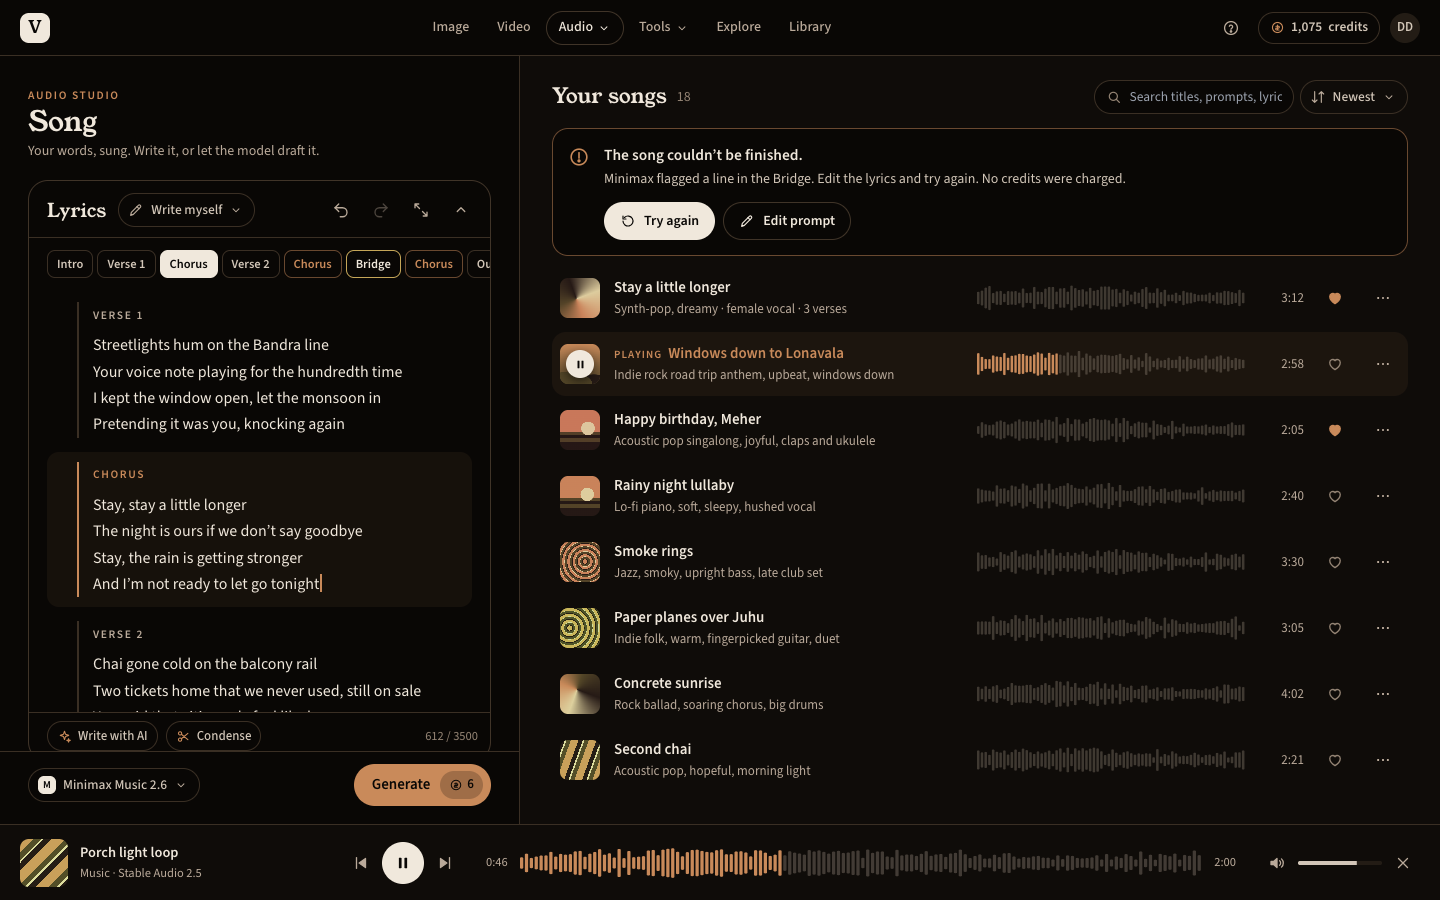 V
Image
Video
Audio
Tools
Explore
Library
1,075 credits
DD
AUDIO STUDIO
Song
Your words, sung. Write it, or let the model draft it.
Lyrics
Write myself
Intro
Verse 1
Chorus
Verse 2
Chorus
Bridge
Chorus
VERSE 1
Streetlights hum on the Bandra line
Your voice note playing for the hundredth time
I kept the window open, let the monsoon in
Pretending it was you, knocking again
CHORUS
Stay, stay a little longer
The night is ours if we don’t say goodbye
Stay, the rain is getting stronger
And I’m not ready to let go tonight
VERSE 2
Chai gone cold on the balcony rail
Two tickets home that we never used, still on sale
Write with AI
Condense
612 / 3500
M
Minimax Music 2.6
Generate
6
Your songs 18
Search titles, prompts, lyric
Newest
The song couldn’t be finished.
Minimax flagged a line in the Bridge. Edit the lyrics and try again. No credits were charged.
Try again
Edit prompt
Stay a little longer
Synth-pop, dreamy · female vocal · 3 verses
3:12
PLAYING Windows down to Lonavala
Indie rock road trip anthem, upbeat, windows down
2:58
Happy birthday, Meher
Acoustic pop singalong, joyful, claps and ukulele
2:05
Rainy night lullaby
Lo-fi piano, soft, sleepy, hushed vocal
2:40
Smoke rings
Jazz, smoky, upright bass, late club set
3:30
Paper planes over Juhu
Indie folk, warm, fingerpicked guitar, duet
3:05
Concrete sunrise
Rock ballad, soaring chorus, big drums
4:02
Second chai
Acoustic pop, hopeful, morning light
2:21
Porch light loop
Music · Stable Audio 2.5
0:46
2:00